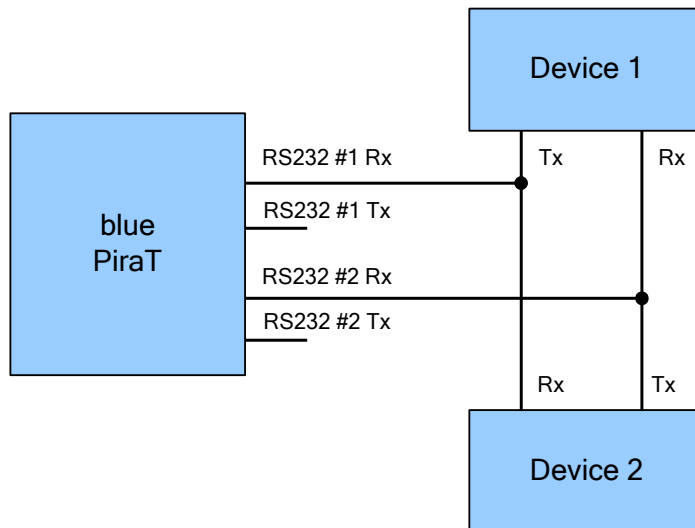 Device 1
RS232 #1 Rx
Tx
Rx
RS232 #1 Tx
blue
PiraT
RS232 #2 Rx
RS232 #2 Tx
Rx
Tx
Device 2